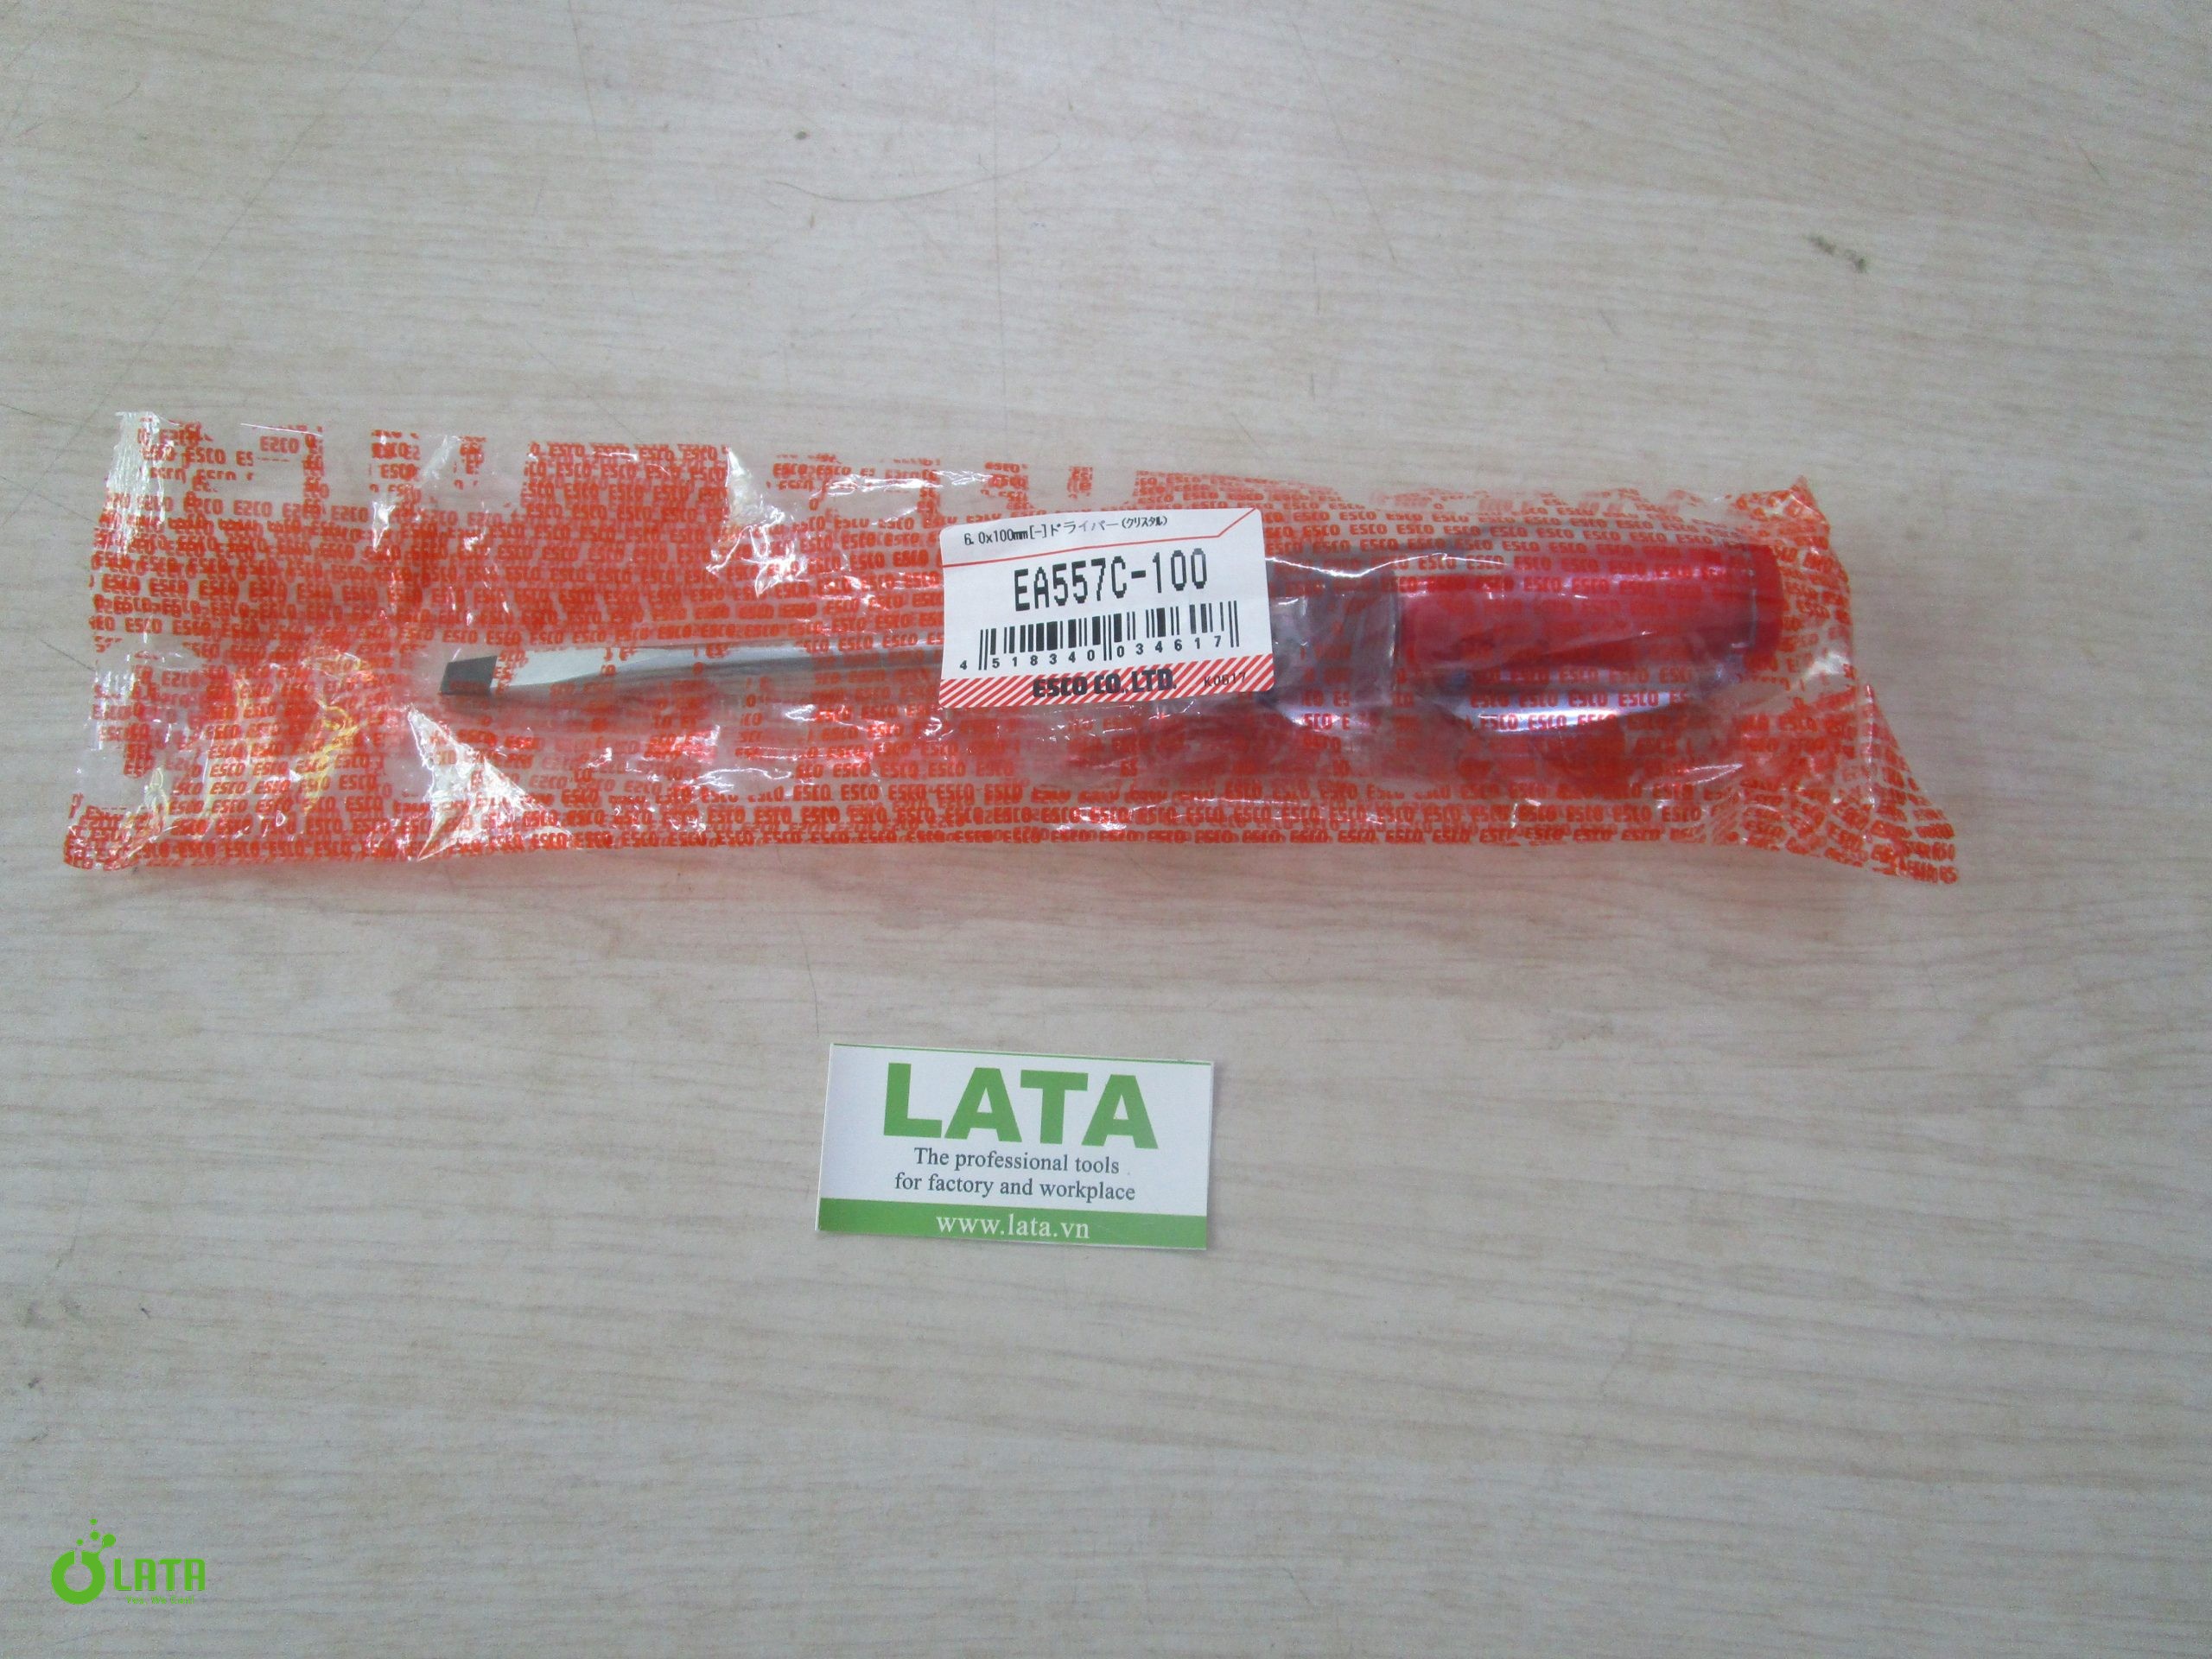 6.0x100mm[-]ドライバー(クリスタル)
EA557C-100
4 518340 034617
ESCO CO.,LTD. K0617
LATA
The professional tools
for factory and workplace
www.lata.vn
LATA